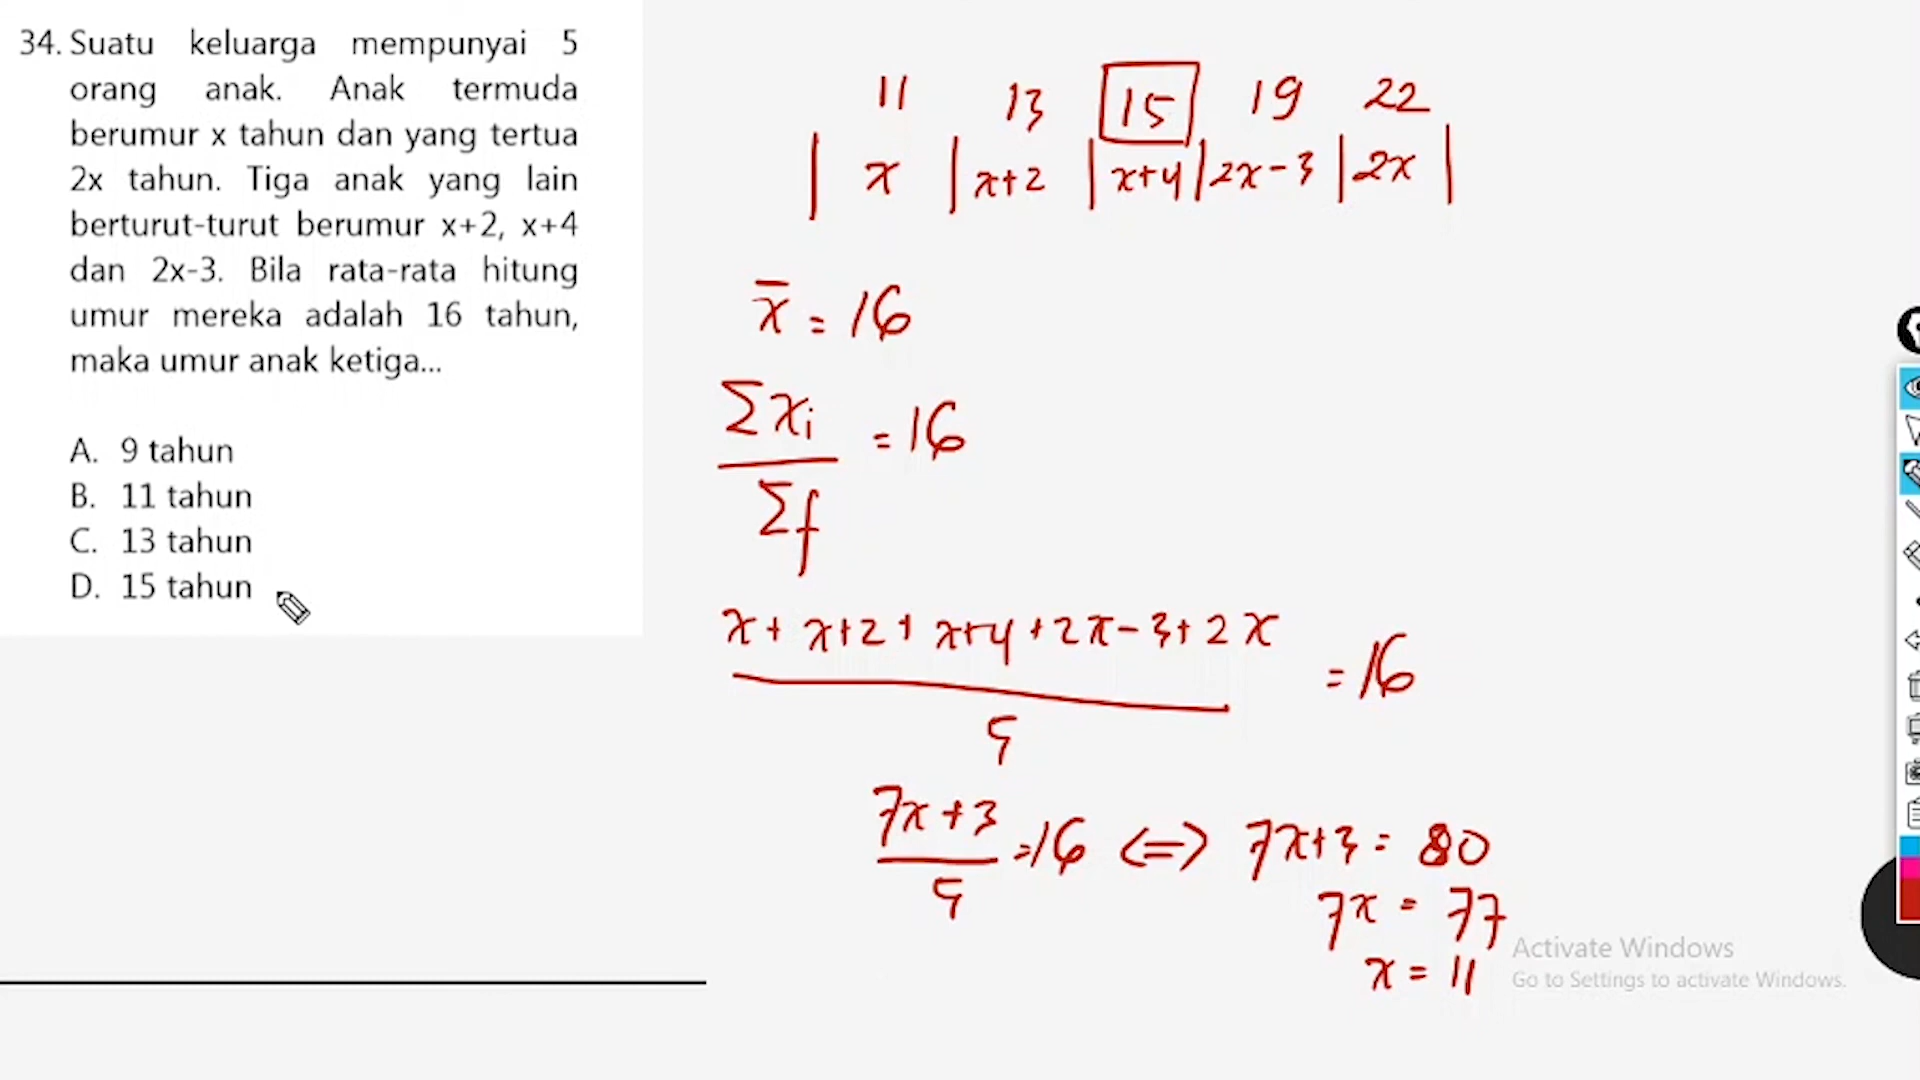 34. Suatu keluarga mempunyai 5
orang anak. Anak termuda
berumur x tahun dan yang tertua
2x tahun. Tiga anak yang lain
berturut-turut berumur x+2, x+4
dan 2x-3. Bila rata-rata hitung
umur mereka adalah 16 tahun,
maka umur anak ketiga...
A. 9 tahun
B. 11 tahun
C. 13 tahun
D. 15 tahun
11 13 15 19 22
| x | x+2 | x+4 | 2x-3 | 2x |
x̄ = 16
Σxi = 16
Σf
x + x+2 + x+4 + 2x-3 + 2x = 16
5
7x+3 =16 <=> 7x+3 = 80
5
7x = 77
x = 11
Activate Windows
Go to Settings to activate Windows.